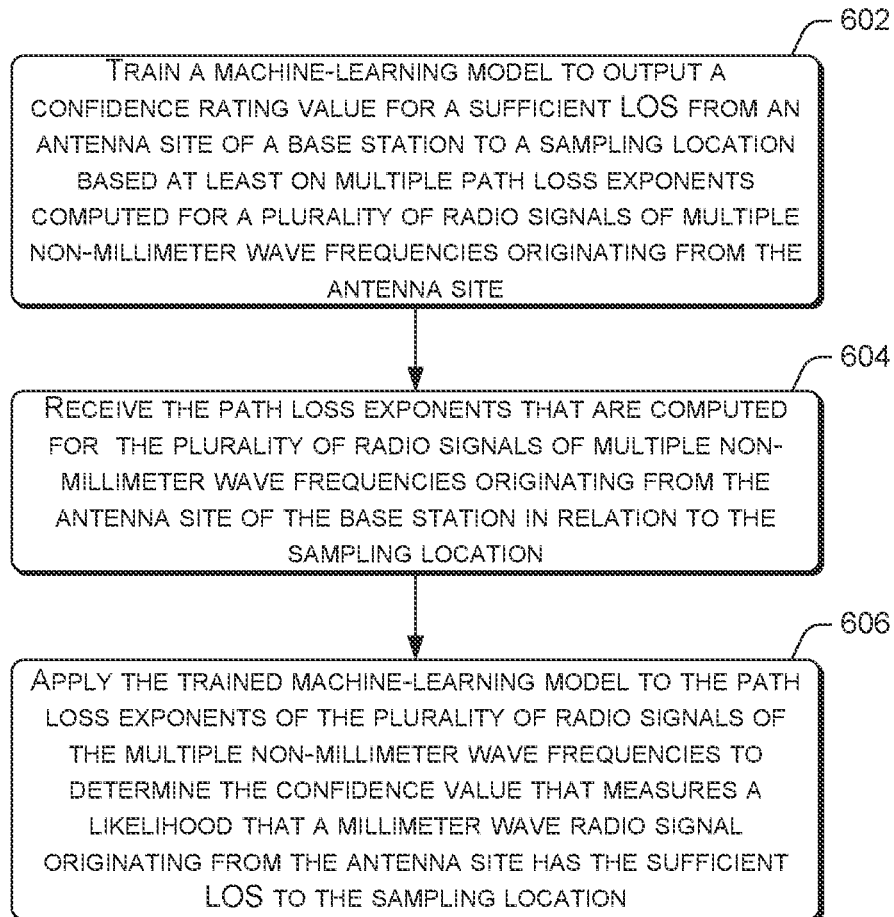 602
TRAIN A MACHINE-LEARNING MODEL TO OUTPUT A
CONFIDENCE RATING VALUE FOR A SUFFICIENT LOS FROM AN
ANTENNA SITE OF A BASE STATION TO A SAMPLING LOCATION
BASED AT LEAST ON MULTIPLE PATH LOSS EXPONENTS
COMPUTED FOR A PLURALITY OF RADIO SIGNALS OF MULTIPLE
NON-MILLIMETER WAVE FREQUENCIES ORIGINATING FROM THE
ANTENNA SITE
604
RECEIVE THE PATH LOSS EXPONENTS THAT ARE COMPUTED
FOR THE PLURALITY OF RADIO SIGNALS OF MULTIPLE NON-
MILLIMETER WAVE FREQUENCIES ORIGINATING FROM THE
ANTENNA SITE OF THE BASE STATION IN RELATION TO THE
SAMPLING LOCATION
606
APPLY THE TRAINED MACHINE-LEARNING MODEL TO THE PATH
LOSS EXPONENTS OF THE PLURALITY OF RADIO SIGNALS OF
THE MULTIPLE NON-MILLIMETER WAVE FREQUENCIES TO
DETERMINE THE CONFIDENCE VALUE THAT MEASURES A
LIKELIHOOD THAT A MILLIMETER WAVE RADIO SIGNAL
ORIGINATING FROM THE ANTENNA SITE HAS THE SUFFICIENT
LOS TO THE SAMPLING LOCATION